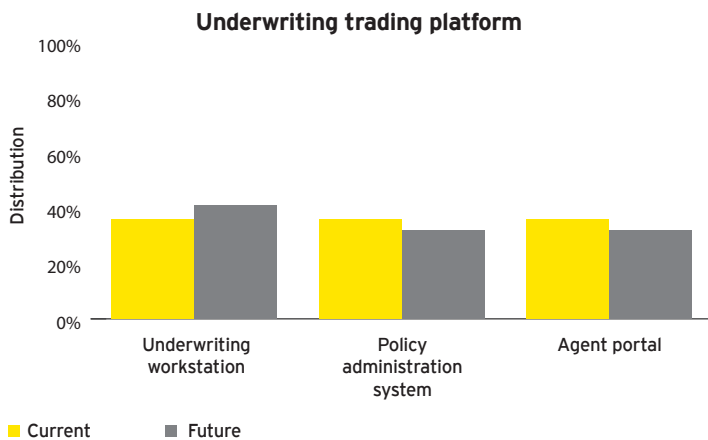 Underwriting trading platform
100%
80%
60%
40%
20%
0%
Distribution
Underwriting
workstation
Policy
administration
system
Agent portal
Current
Future